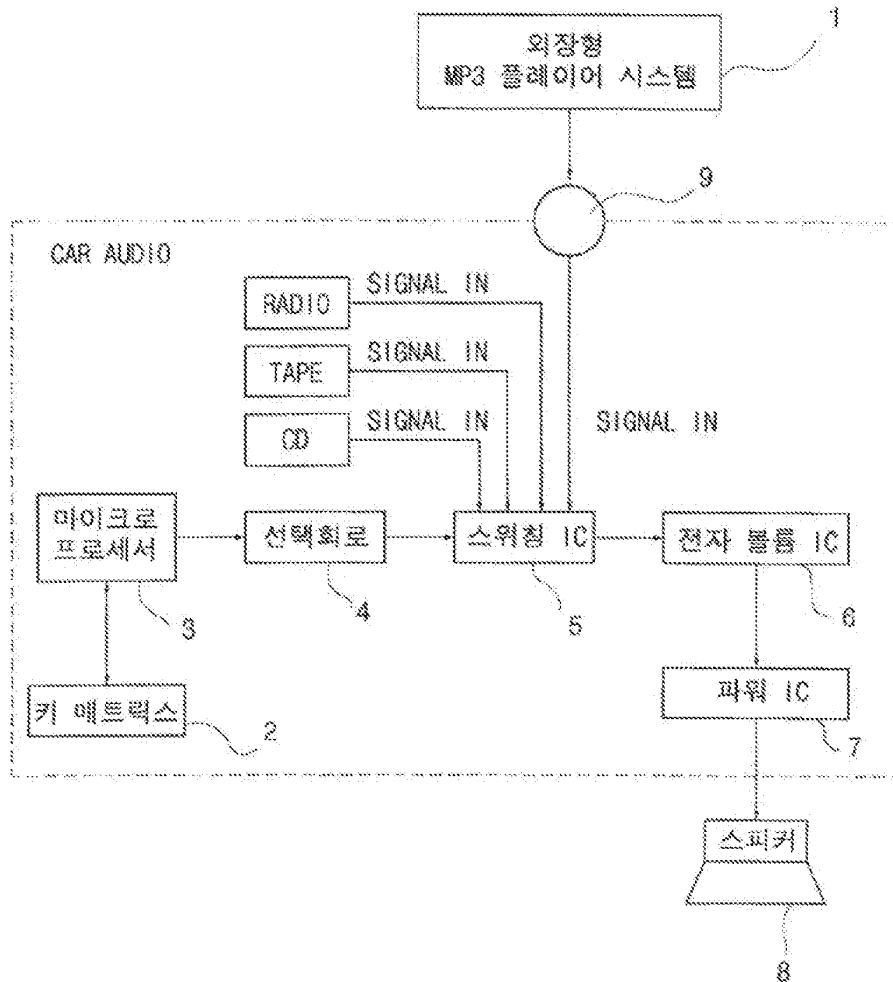 1
외장형
MP3 플레이어 시스템
9
CAR AUDIO
RADIO
SIGNAL IN
TAPE
SIGNAL IN
CD
SIGNAL IN
SIGNAL IN
마이크로
프로세서
선택회로
스위칭 IC
전자 볼륨 IC
3
4
5
6
키 매트릭스
2
파워 IC
7
스피커
8